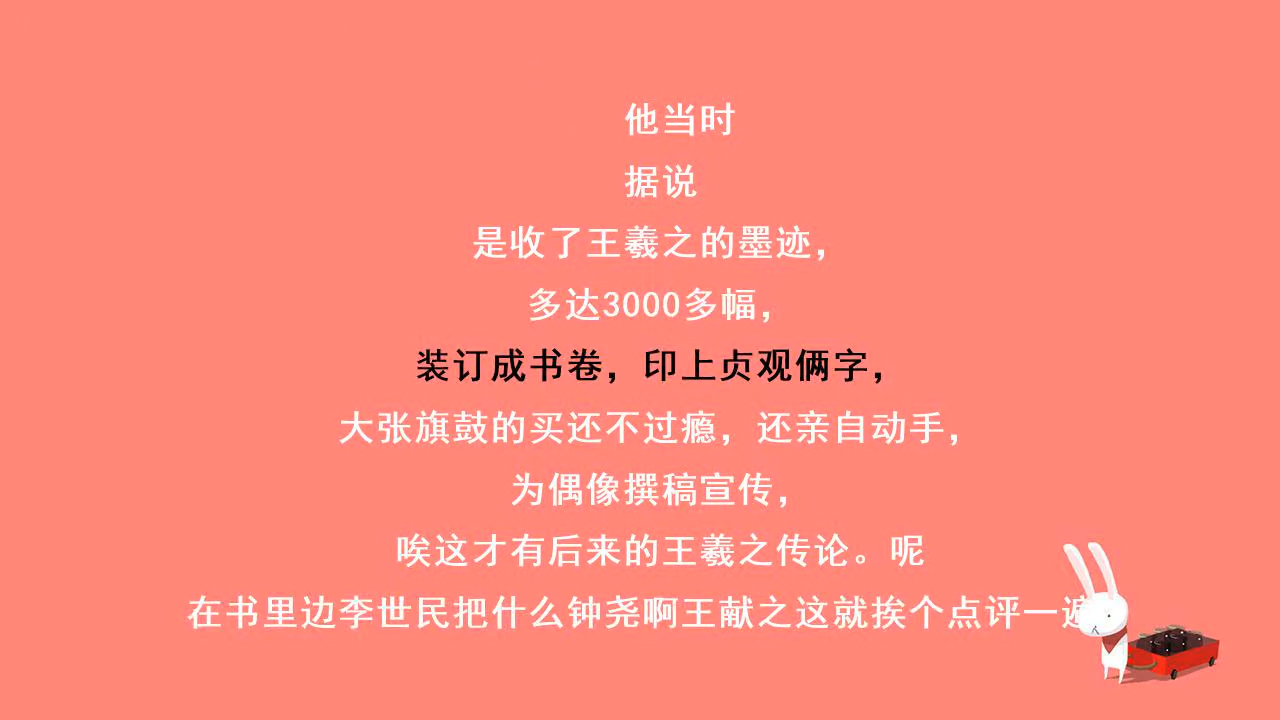 他当时
据说
是收了王羲之的墨迹，
多达3000多幅，
装订成书卷，印上贞观俩字，
大张旗鼓的买还不过瘾，还亲自动手，
为偶像撰稿宣传，
唉这才有后来的王羲之传论。呢
在书里边李世民把什么钟尧啊王献之这就挨个点评一遍